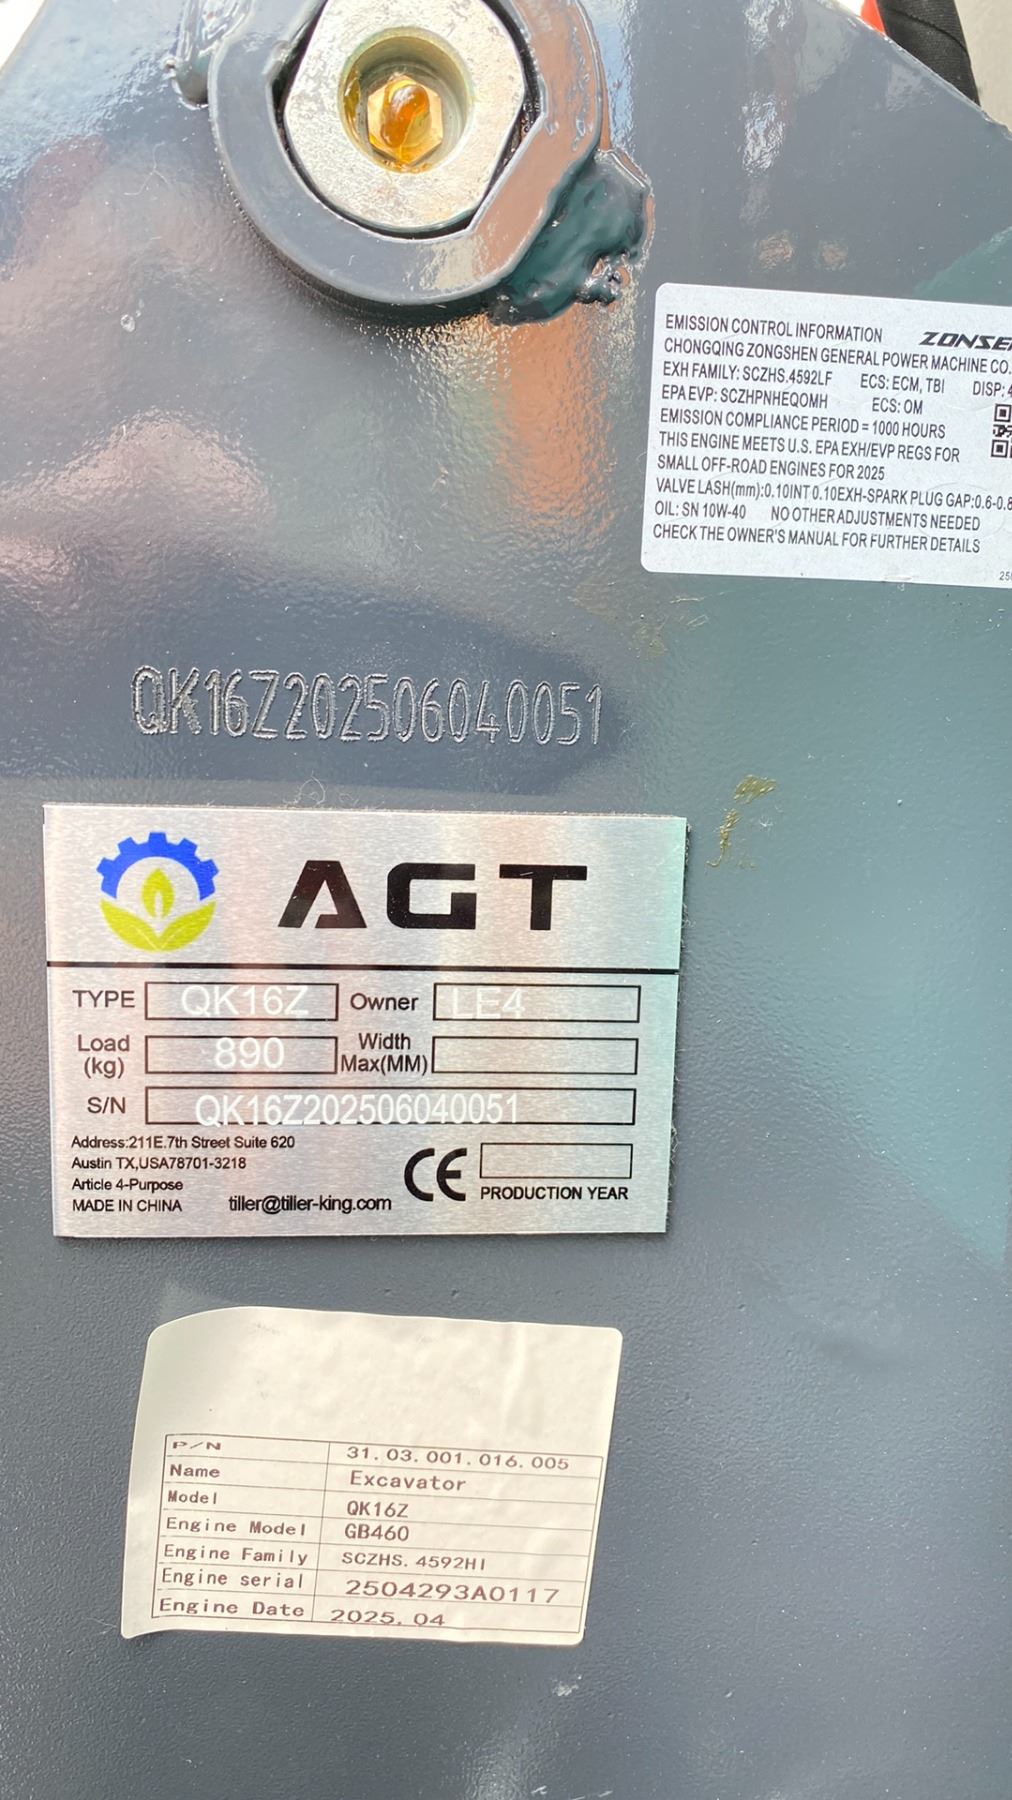 EMISSION CONTROL INFORMATION
CHONGQING ZONGSHEN GENERAL POWER MACHINE CO.
EXH FAMILY: SCZHS.4592LF ECS: ECM, TBI DISP:4
EPA EVP: SCZHPNHEQOMH ECS: OM
EMISSION COMPLIANCE PERIOD = 1000 HOURS
THIS ENGINE MEETS U.S. EPA EXH/EVP REGS FOR
SMALL OFF-ROAD ENGINES FOR 2025
VALVE LASH(mm):0.10INT 0.10EXH-SPARK PLUG GAP:0.6-0.8
OIL: SN 10W-40 NO OTHER ADJUSTMENTS NEEDED
CHECK THE OWNER'S MANUAL FOR FURTHER DETAILS
QK16Z202506040051
AGT
TYPE QK16Z Owner LE4
Load (kg) 890 Width Max(MM)
S/N QK16Z202506040051
Address:211E.7th Street Suite 620
Austin TX,USA78701-3218
Article 4-Purpose
MADE IN CHINA tiller@tiller-king.com CE PRODUCTION YEAR
P/N 31.03.001.016.005
Name Excavator
Model QK16Z
Engine Model GB460
Engine Family SCZHS.4592HI
Engine serial 2504293A0117
Engine Date 2025.04